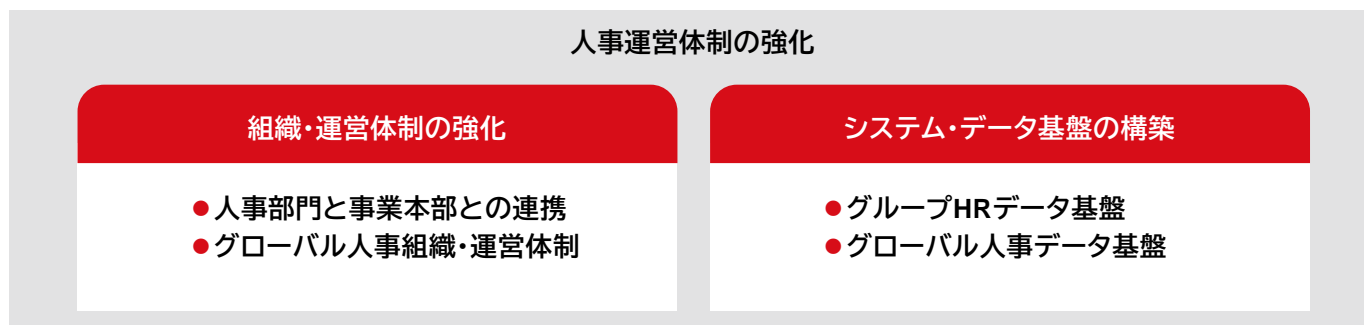 人事運営体制の強化
組織・運営体制の強化
●人事部門と事業本部との連携
●グローバル人事組織・運営体制
システム・データ基盤の構築
●グループHRデータ基盤
●グローバル人事データ基盤